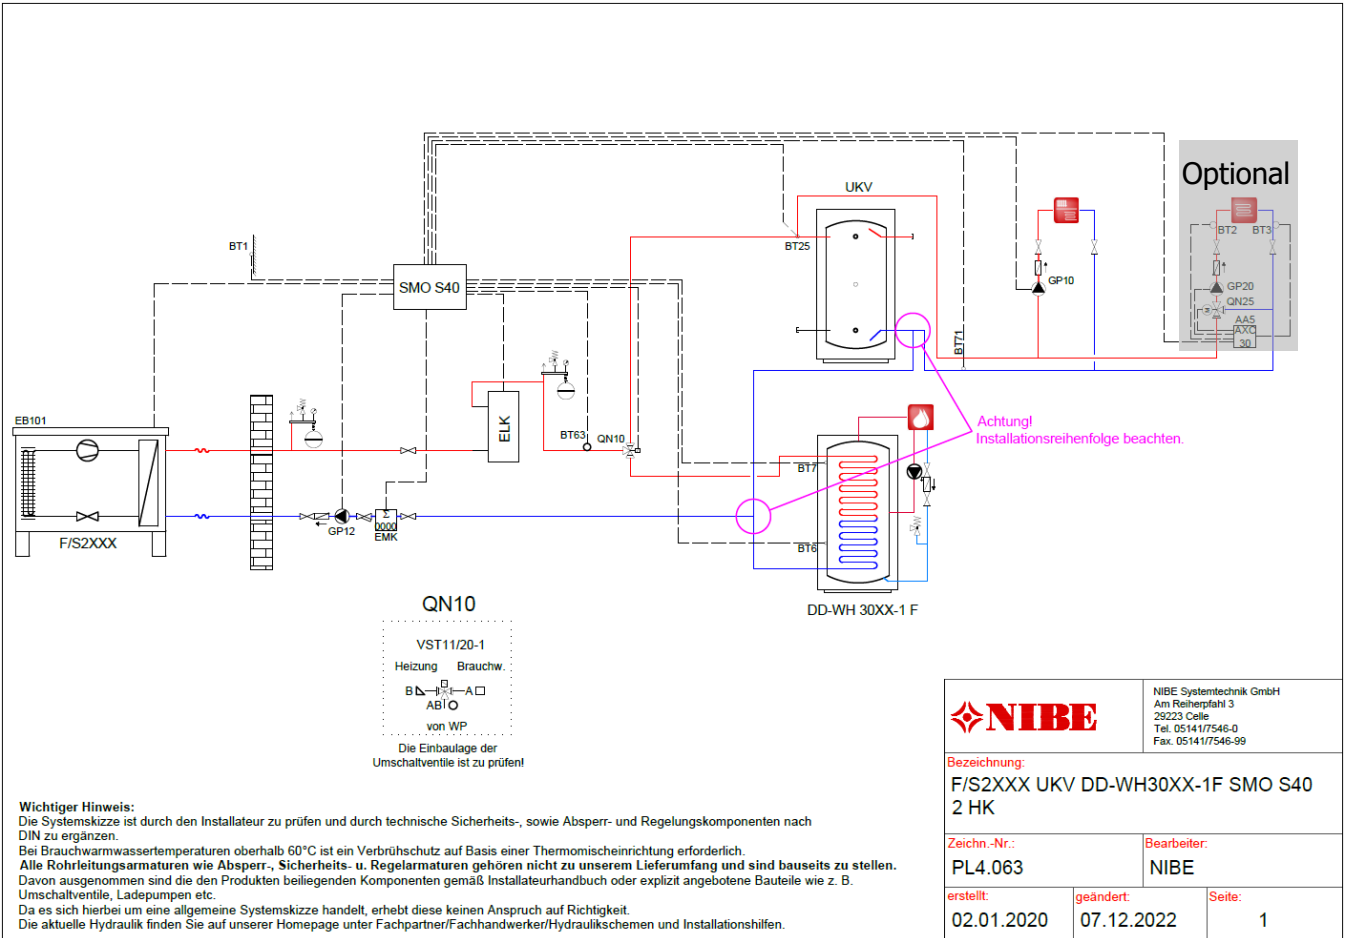 Optional
UKV
BT2
BT3
BT1
BT25
SMO S40
GP10
GP20
QN25
AA5
AXC
30
BT71
EB101
ELK
BT63
QN10
Achtung!
Installationsreihenfolge beachten.
BT7
Σ
0000
GP12
EMK
F/S2XXX
BT6
DD-WH 30XX-1 F
QN10
VST11/20-1
Heizung Brauchw.
B A
AB
von WP
Die Einbaulage der
Umschaltventile ist zu prüfen!
NIBE
NIBE Systemtechnik GmbH
Am Reiherpfahl 3
29223 Celle
Tel. 05141/7546-0
Fax. 05141/7546-99
Bezeichnung:
F/S2XXX UKV DD-WH30XX-1F SMO S40
2 HK
Zeichn.-Nr.: Bearbeiter:
PL4.063 NIBE
erstellt: geändert: Seite:
02.01.2020 07.12.2022 1
Wichtiger Hinweis:
Die Systemskizze ist durch den Installateur zu prüfen und durch technische Sicherheits-, sowie Absperr- und Regelungskomponenten nach
DIN zu ergänzen.
Bei Brauchwarmwassertemperaturen oberhalb 60°C ist ein Verbrühschutz auf Basis einer Thermomischeinrichtung erforderlich.
Alle Rohrleitungsarmaturen wie Absperr-, Sicherheits- u. Regelarmaturen gehören nicht zu unserem Lieferumfang und sind bauseits zu stellen.
Davon ausgenommen sind die den Produkten beiliegenden Komponenten gemäß Installateurhandbuch oder explizit angebotene Bauteile wie z. B.
Umschaltventile, Ladepumpen etc.
Da es sich hierbei um eine allgemeine Systemskizze handelt, erhebt diese keinen Anspruch auf Richtigkeit.
Die aktuelle Hydraulik finden Sie auf unserer Homepage unter Fachpartner/Fachhandwerker/Hydraulikschemen und Installationshilfen.